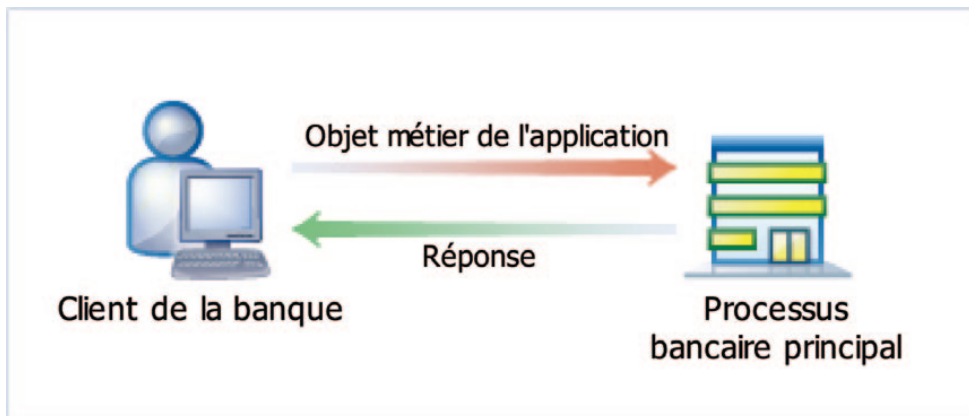 Objet métier de l'application
Réponse
Client de la banque
Processus
bancaire principal